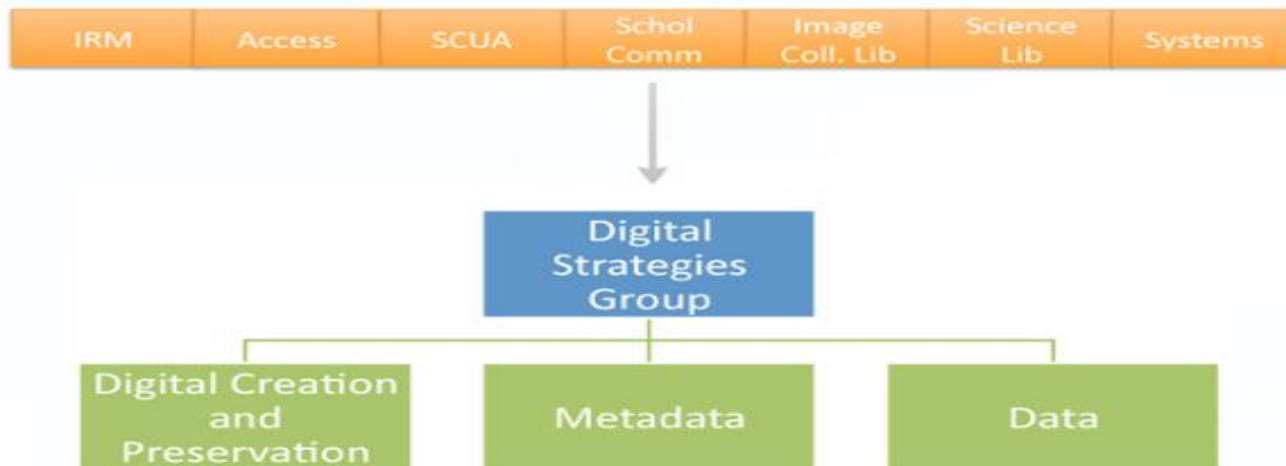 IRM
Access
SCUA
Schol
Comm
Image
Coll. Lib
Science
Lib
Systems
Digital
Strategies
Group
Digital Creation
and
Preservation
Metadata
Data